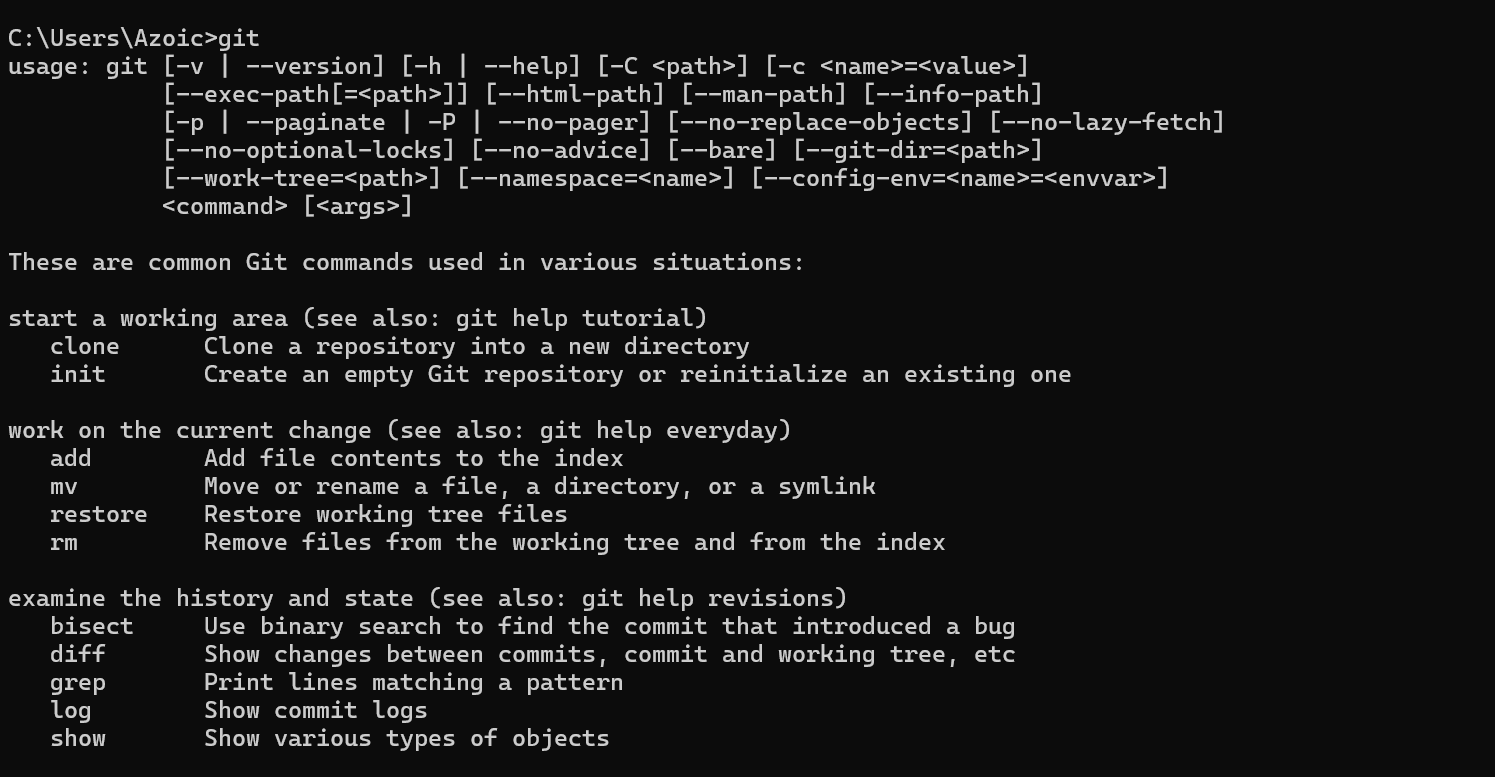 C:\Users\Azoic>git
usage: git [-v | --version] [-h | --help] [-C <path>] [-c <name>=<value>]
           [--exec-path[=<path>]] [--html-path] [--man-path] [--info-path]
           [-p | --paginate | -P | --no-pager] [--no-replace-objects] [--no-lazy-fetch]
           [--no-optional-locks] [--no-advice] [--bare] [--git-dir=<path>]
           [--work-tree=<path>] [--namespace=<name>] [--config-env=<name>=<envvar>]
           <command> [<args>]

These are common Git commands used in various situations:

start a working area (see also: git help tutorial)
   clone      Clone a repository into a new directory
   init       Create an empty Git repository or reinitialize an existing one

work on the current change (see also: git help everyday)
   add        Add file contents to the index
   mv         Move or rename a file, a directory, or a symlink
   restore    Restore working tree files
   rm         Remove files from the working tree and from the index

examine the history and state (see also: git help revisions)
   bisect     Use binary search to find the commit that introduced a bug
   diff       Show changes between commits, commit and working tree, etc
   grep       Print lines matching a pattern
   log        Show commit logs
   show       Show various types of objects